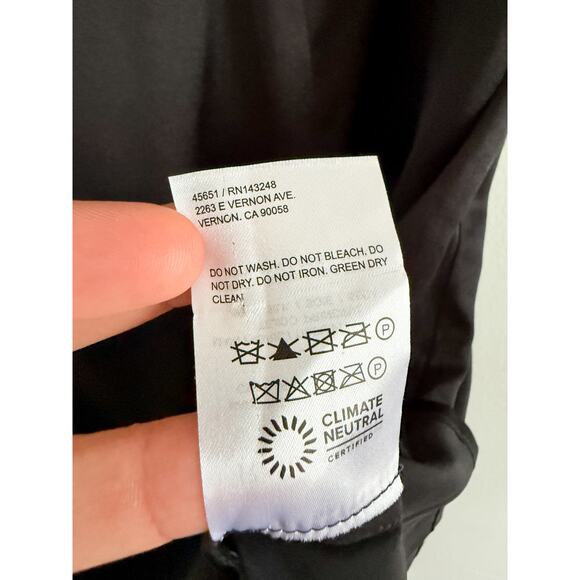 45651 / RN143248
2263 E VERNON AVE.
VERNON. CA 90058
DO NOT WASH. DO NOT BLEACH. DO
NOT DRY. DO NOT IRON. GREEN DRY
CLEAN
P
P
CLIMATE
NEUTRAL
CERTIFIED